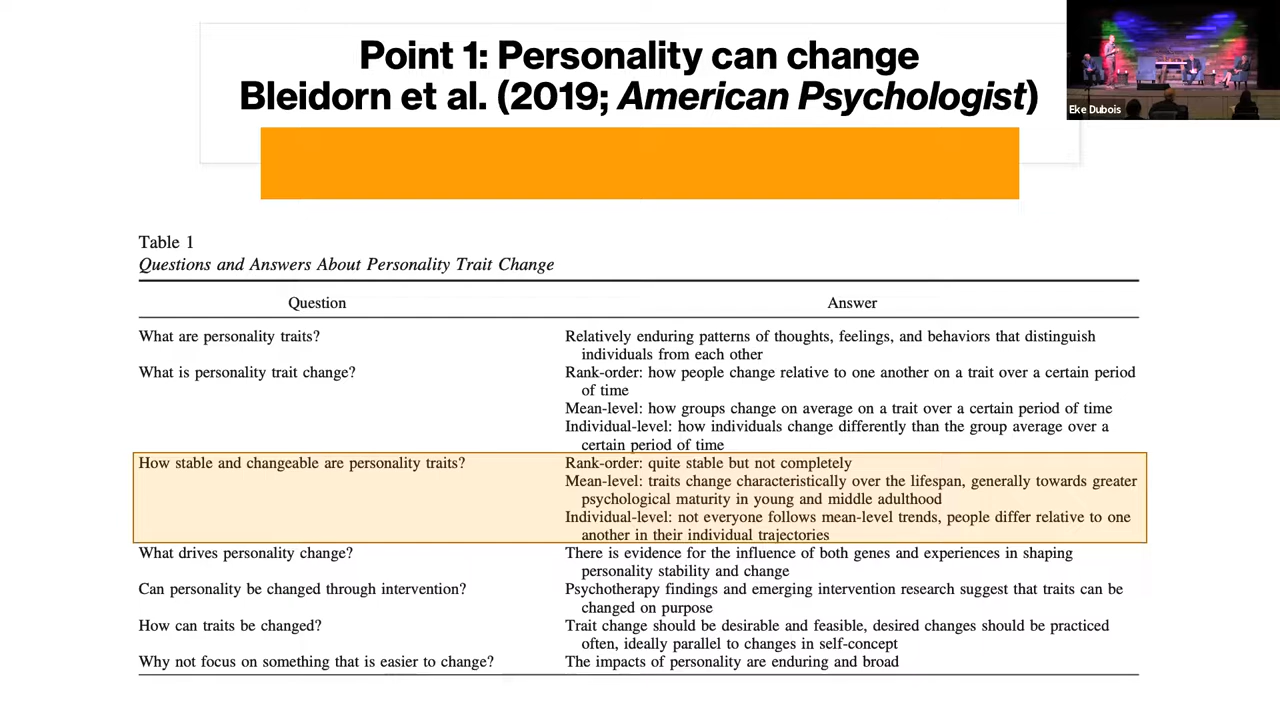 Point 1: Personality can change
Bleidorn et al. (2019; American Psychologist)
Eke Dubois
Table 1
Questions and Answers About Personality Trait Change
Question Answer
What are personality traits? Relatively enduring patterns of thoughts, feelings, and behaviors that distinguish
individuals from each other
What is personality trait change? Rank-order: how people change relative to one another on a trait over a certain period
of time
Mean-level: how groups change on average on a trait over a certain period of time
Individual-level: how individuals change differently than the group average over a
certain period of time
How stable and changeable are personality traits? Rank-order: quite stable but not completely
Mean-level: traits change characteristically over the lifespan, generally towards greater
psychological maturity in young and middle adulthood
Individual-level: not everyone follows mean-level trends, people differ relative to one
another in their individual trajectories
What drives personality change? There is evidence for the influence of both genes and experiences in shaping
personality stability and change
Can personality be changed through intervention? Psychotherapy findings and emerging intervention research suggest that traits can be
changed on purpose
How can traits be changed? Trait change should be desirable and feasible, desired changes should be practiced
often, ideally parallel to changes in self-concept
Why not focus on something that is easier to change? The impacts of personality are enduring and broad